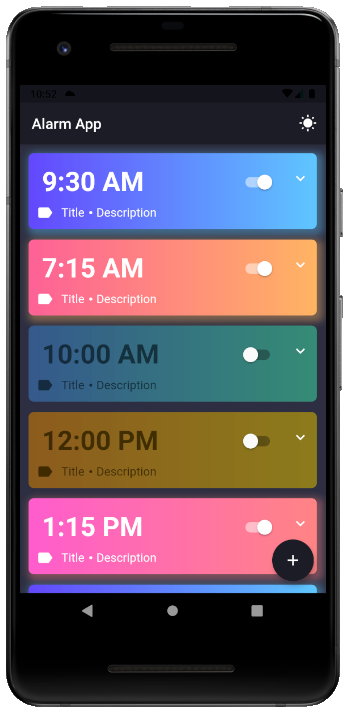 10:52
Alarm App
9:30 AM
Title • Description
7:15 AM
Title • Description
10:00 AM
Title • Description
12:00 PM
Title • Description
1:15 PM
Title • Description
+